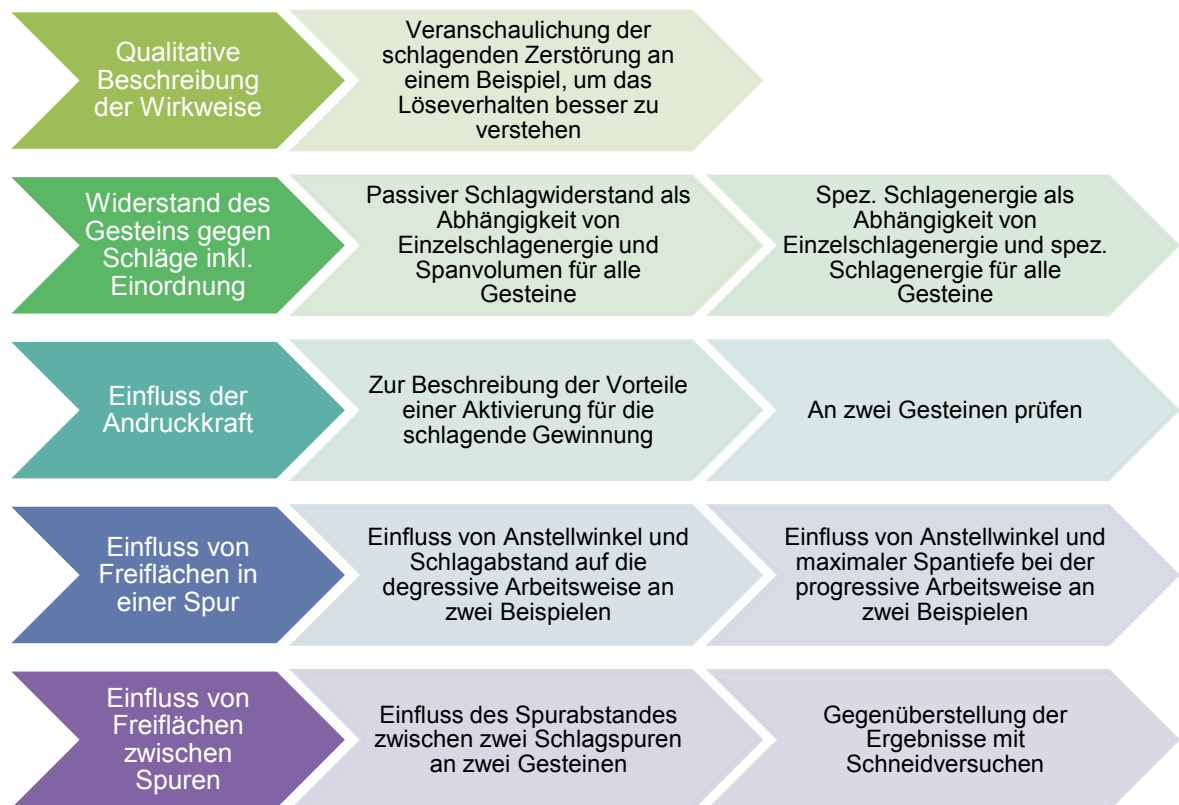 Qualitative
Beschreibung
der Wirkweise
Veranschaulichung der
schlagenden Zerstörung an
einem Beispiel, um das
Löseverhalten besser zu
verstehen
Widerstand des
Gesteins gegen
Schläge inkl.
Einordnung
Passiver Schlagwiderstand als
Abhängigkeit von
Einzelschlagenergie und
Spanvolumen für alle
Gesteine
Spez. Schlagenergie als
Abhängigkeit von
Einzelschlagenergie und spez.
Schlagenergie für alle
Gesteine
Einfluss der
Andruckkraft
Zur Beschreibung der Vorteile
einer Aktivierung für die
schlagende Gewinnung
An zwei Gesteinen prüfen
Einfluss von
Freiflächen in
einer Spur
Einfluss von Anstellwinkel und
Schlagabstand auf die
degressive Arbeitsweise an
zwei Beispielen
Einfluss von Anstellwinkel und
maximaler Spantiefe bei der
progressive Arbeitsweise an
zwei Beispielen
Einfluss von
Freiflächen
zwischen
Spuren
Einfluss des Spurabstandes
zwischen zwei Schlagspuren
an zwei Gesteinen
Gegenüberstellung der
Ergebnisse mit
Schneidversuchen